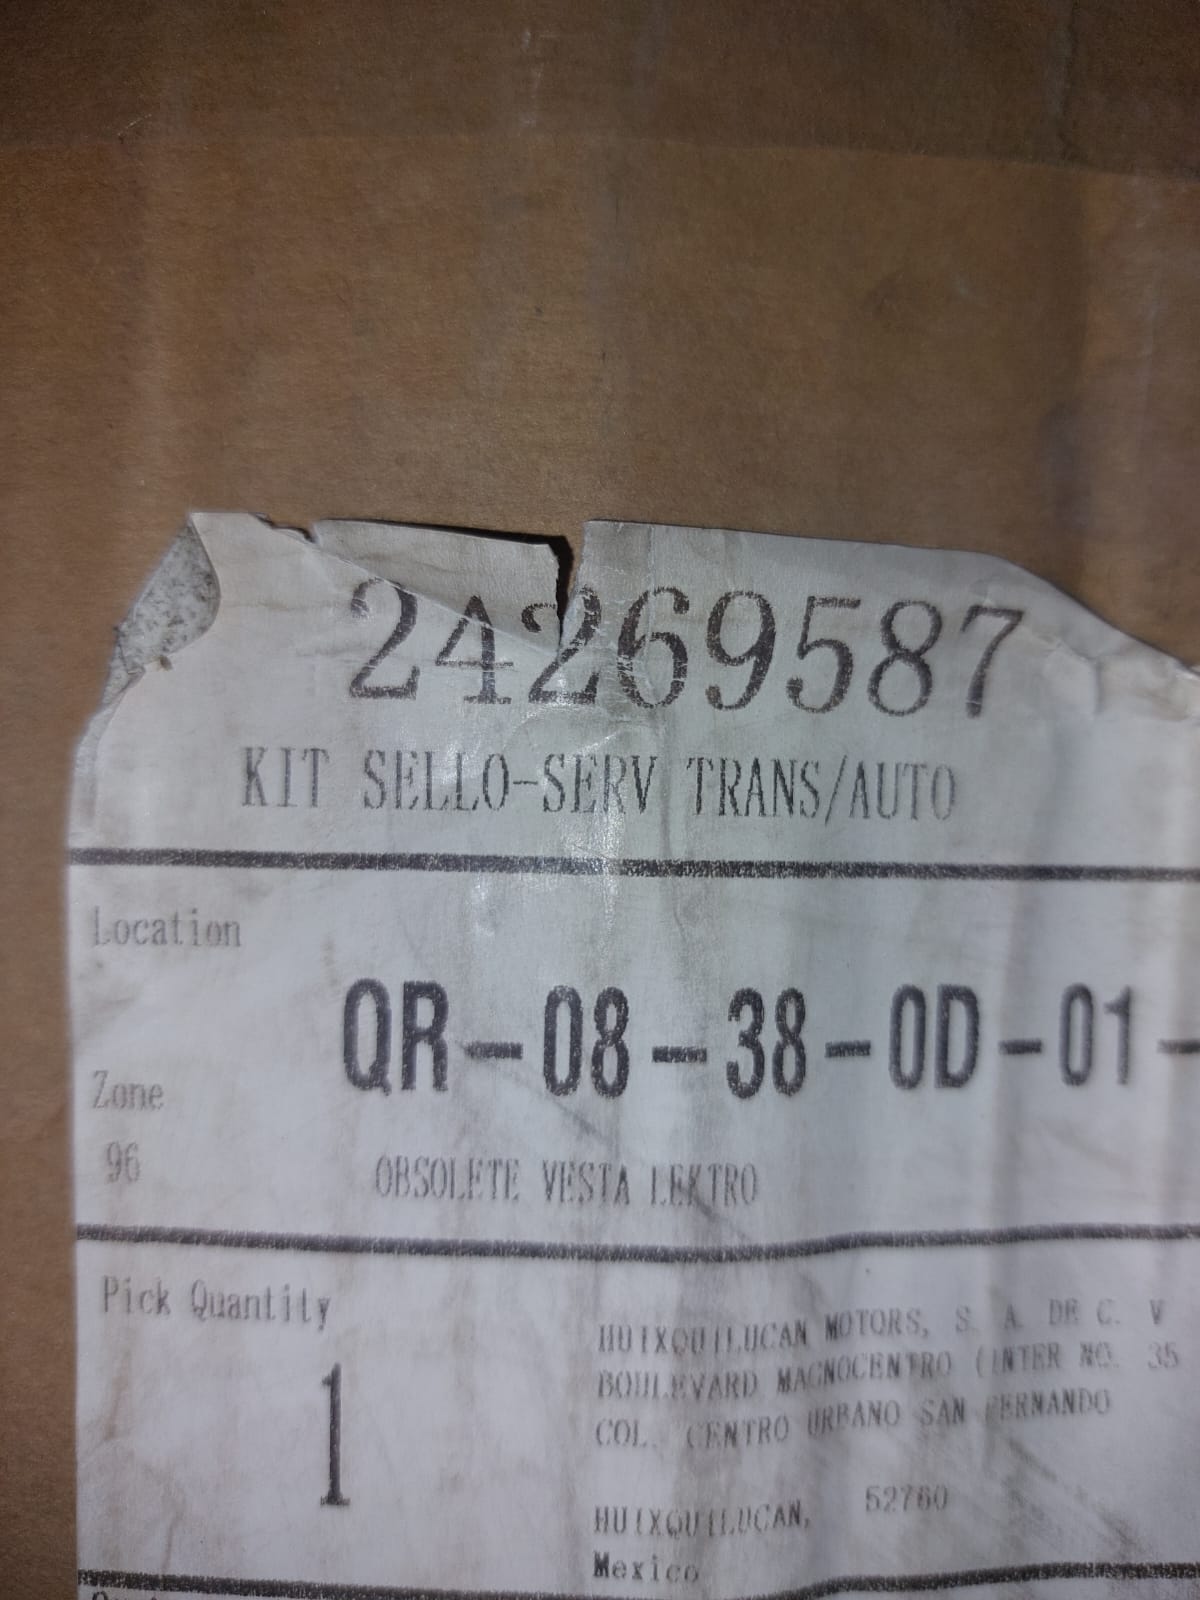 24269587
KIT SELLO-SERV TRANS/AUTO
Location
QR-08-38-0D-01-
Zone
96
OBSOLETE VESTA LEKTRO
Pick Quantity
1
HUIXQUILUCAN MOTORS, S. A. DE C. V
BOULEVARD MAGNOCENTRO (INTER NO. 35
COL. CENTRO URBANO SAN FERNANDO
HUIXQUILUCAN, 52760
Mexico